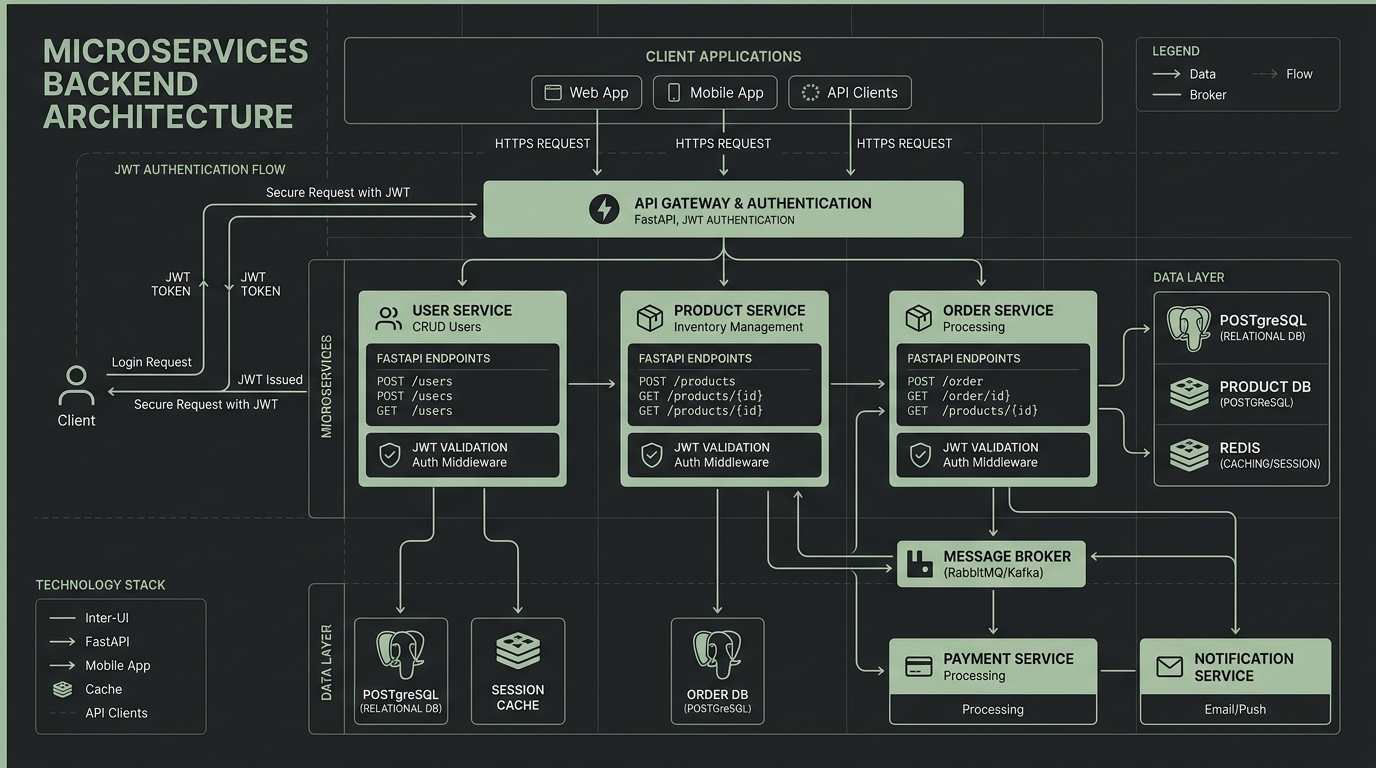 MICROSERVICES
BACKEND
ARCHITECTURE
CLIENT APPLICATIONS
Web App
Mobile App
API Clients
LEGEND
Data
Flow
Broker
HTTPS REQUEST
HTTPS REQUEST
HTTPS REQUEST
JWT AUTHENTICATION FLOW
Secure Request with JWT
API GATEWAY & AUTHENTICATION
FastAPI, JWT AUTHENTICATION
JWT
TOKEN
JWT
TOKEN
Login Request
JWT Issued
Secure Request with JWT
Client
MICROSERVICES
USER SERVICE
CRUD Users
FASTAPI ENDPOINTS
POST /users
POST /usecs
GET /users
JWT VALIDATION
Auth Middleware
PRODUCT SERVICE
Inventory Management
FASTAPI ENDPOINTS
POST /products
GET /products/{id}
GET /products/{id}
JWT VALIDATION
Auth Middleware
ORDER SERVICE
Processing
FASTAPI ENDPOINTS
POST /order
GET /order/id}
GET /products/{id}
JWT VALIDATION
Auth Middleware
DATA LAYER
POSTgreSQL
(RELATIONAL DB)
PRODUCT DB
(POSTGReSQL)
REDIS
(CACHING/SESSION)
MESSAGE BROKER
(RabbltMQ/Kafka)
TECHNOLOGY STACK
Inter-UI
FastAPI
Mobile App
Cache
API Clients
DATA LAYER
POSTgreSQL
(RELATIONAL DB)
SESSION
CACHE
ORDER DB
(POSTGreSQL)
PAYMENT SERVICE
Processing
Processing
NOTIFICATION
SERVICE
Email/Push